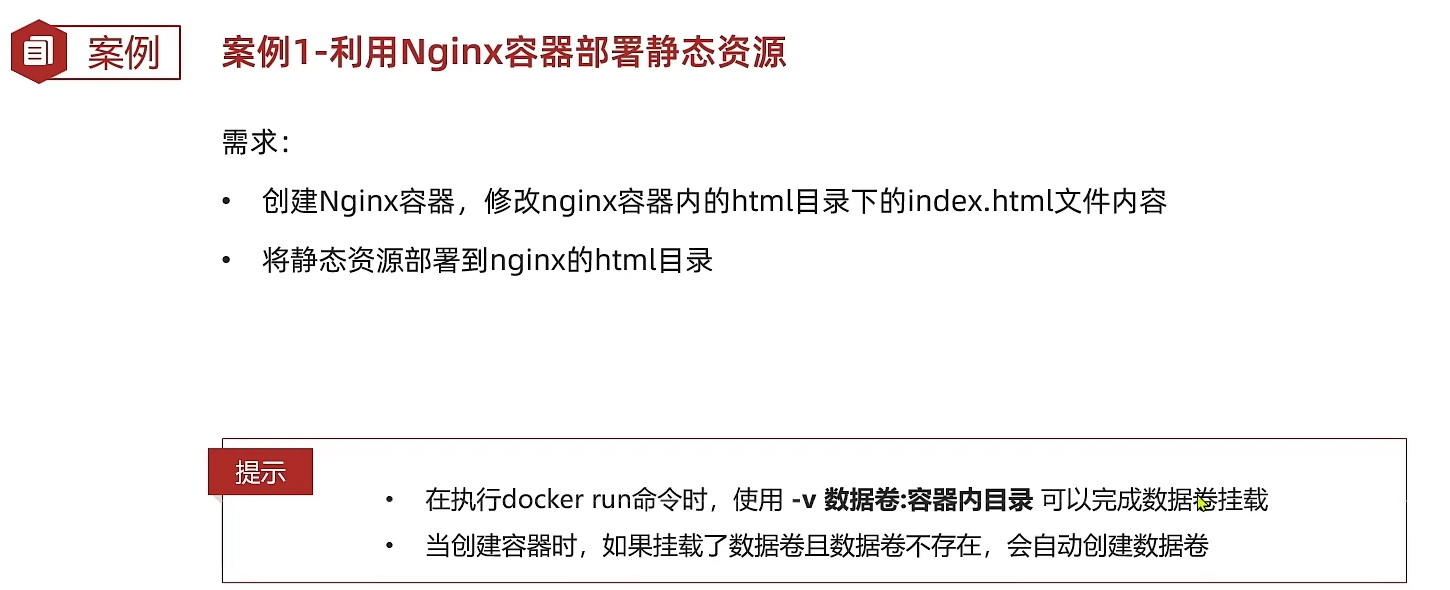 案例
案例1-利用Nginx容器部署静态资源
需求：
• 创建Nginx容器，修改nginx容器内的html目录下的index.html文件内容
• 将静态资源部署到nginx的html目录
提示
• 在执行docker run命令时，使用 -v 数据卷:容器内目录 可以完成数据卷挂载
• 当创建容器时，如果挂载了数据卷且数据卷不存在，会自动创建数据卷